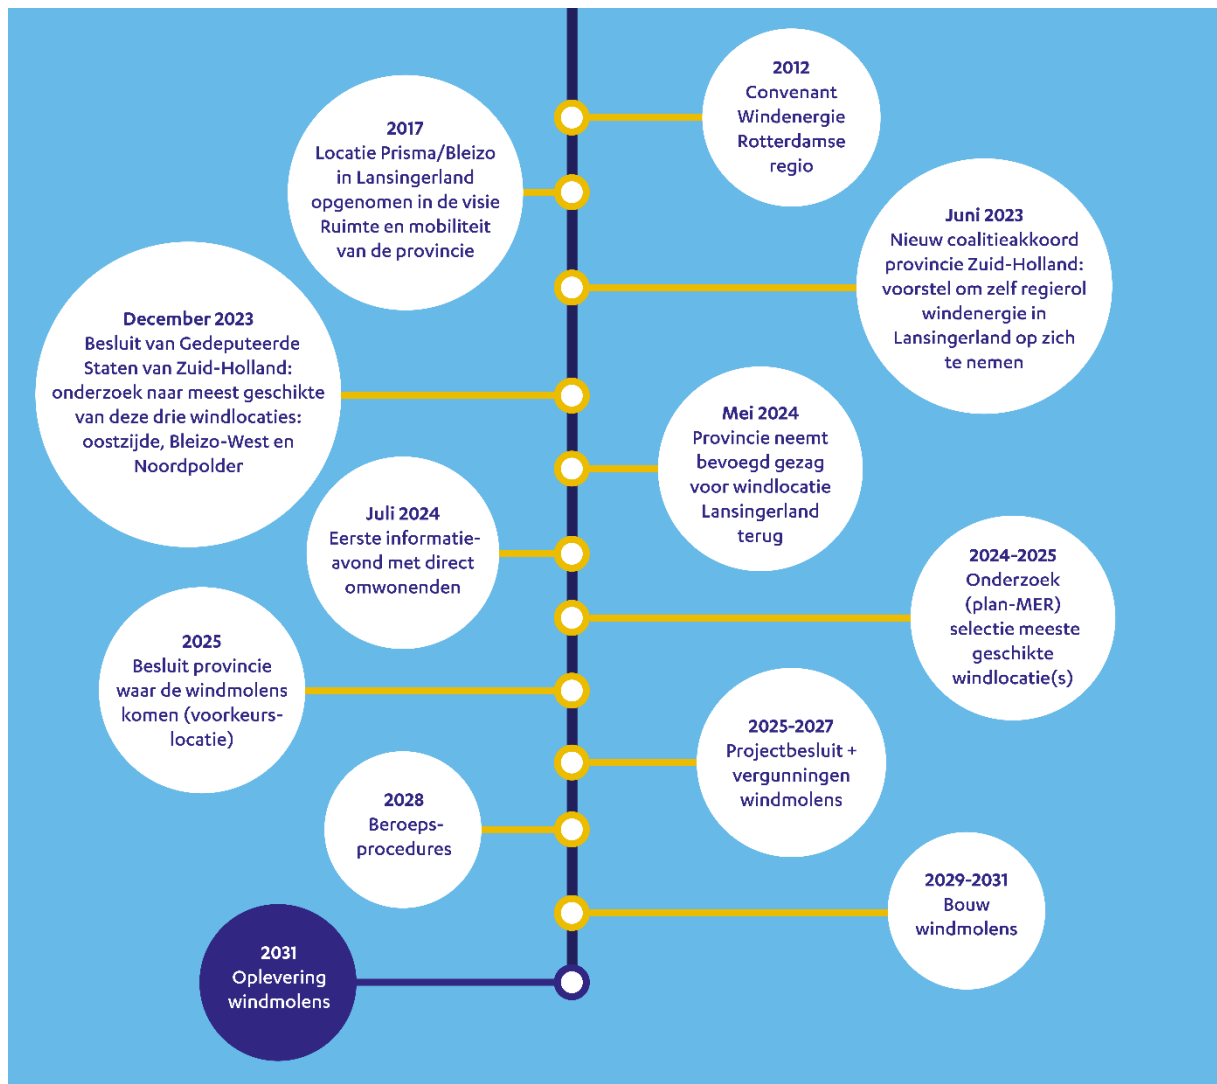 2012
Convenant
Windenergie
Rotterdamse
regio
2017
Locatie Prisma/Bleizo
in Lansingerland
opgenomen in de visie
Ruimte en mobiliteit
van de provincie
Juni 2023
Nieuw coalitieakkoord
provincie Zuid-Holland:
voorstel om zelf regierol
windenergie in
Lansingerland op zich
te nemen
December 2023
Besluit van Gedeputeerde
Staten van Zuid-Holland:
onderzoek naar meest geschikte
van deze drie windlocaties:
oostzijde, Bleizo-West en
Noordpolder
Mei 2024
Provincie neemt
bevoegd gezag
voor windlocatie
Lansingerland
terug
Juli 2024
Eerste informatie-
avond met direct
omwonenden
2024-2025
Onderzoek
(plan-MER)
selectie meeste
geschikte
windlocatie(s)
2025
Besluit provincie
waar de windmolens
komen (voorkeurs-
locatie)
2025-2027
Projectbesluit +
vergunningen
windmolens
2028
Beroeps-
procedures
2029-2031
Bouw
windmolens
2031
Oplevering
windmolens